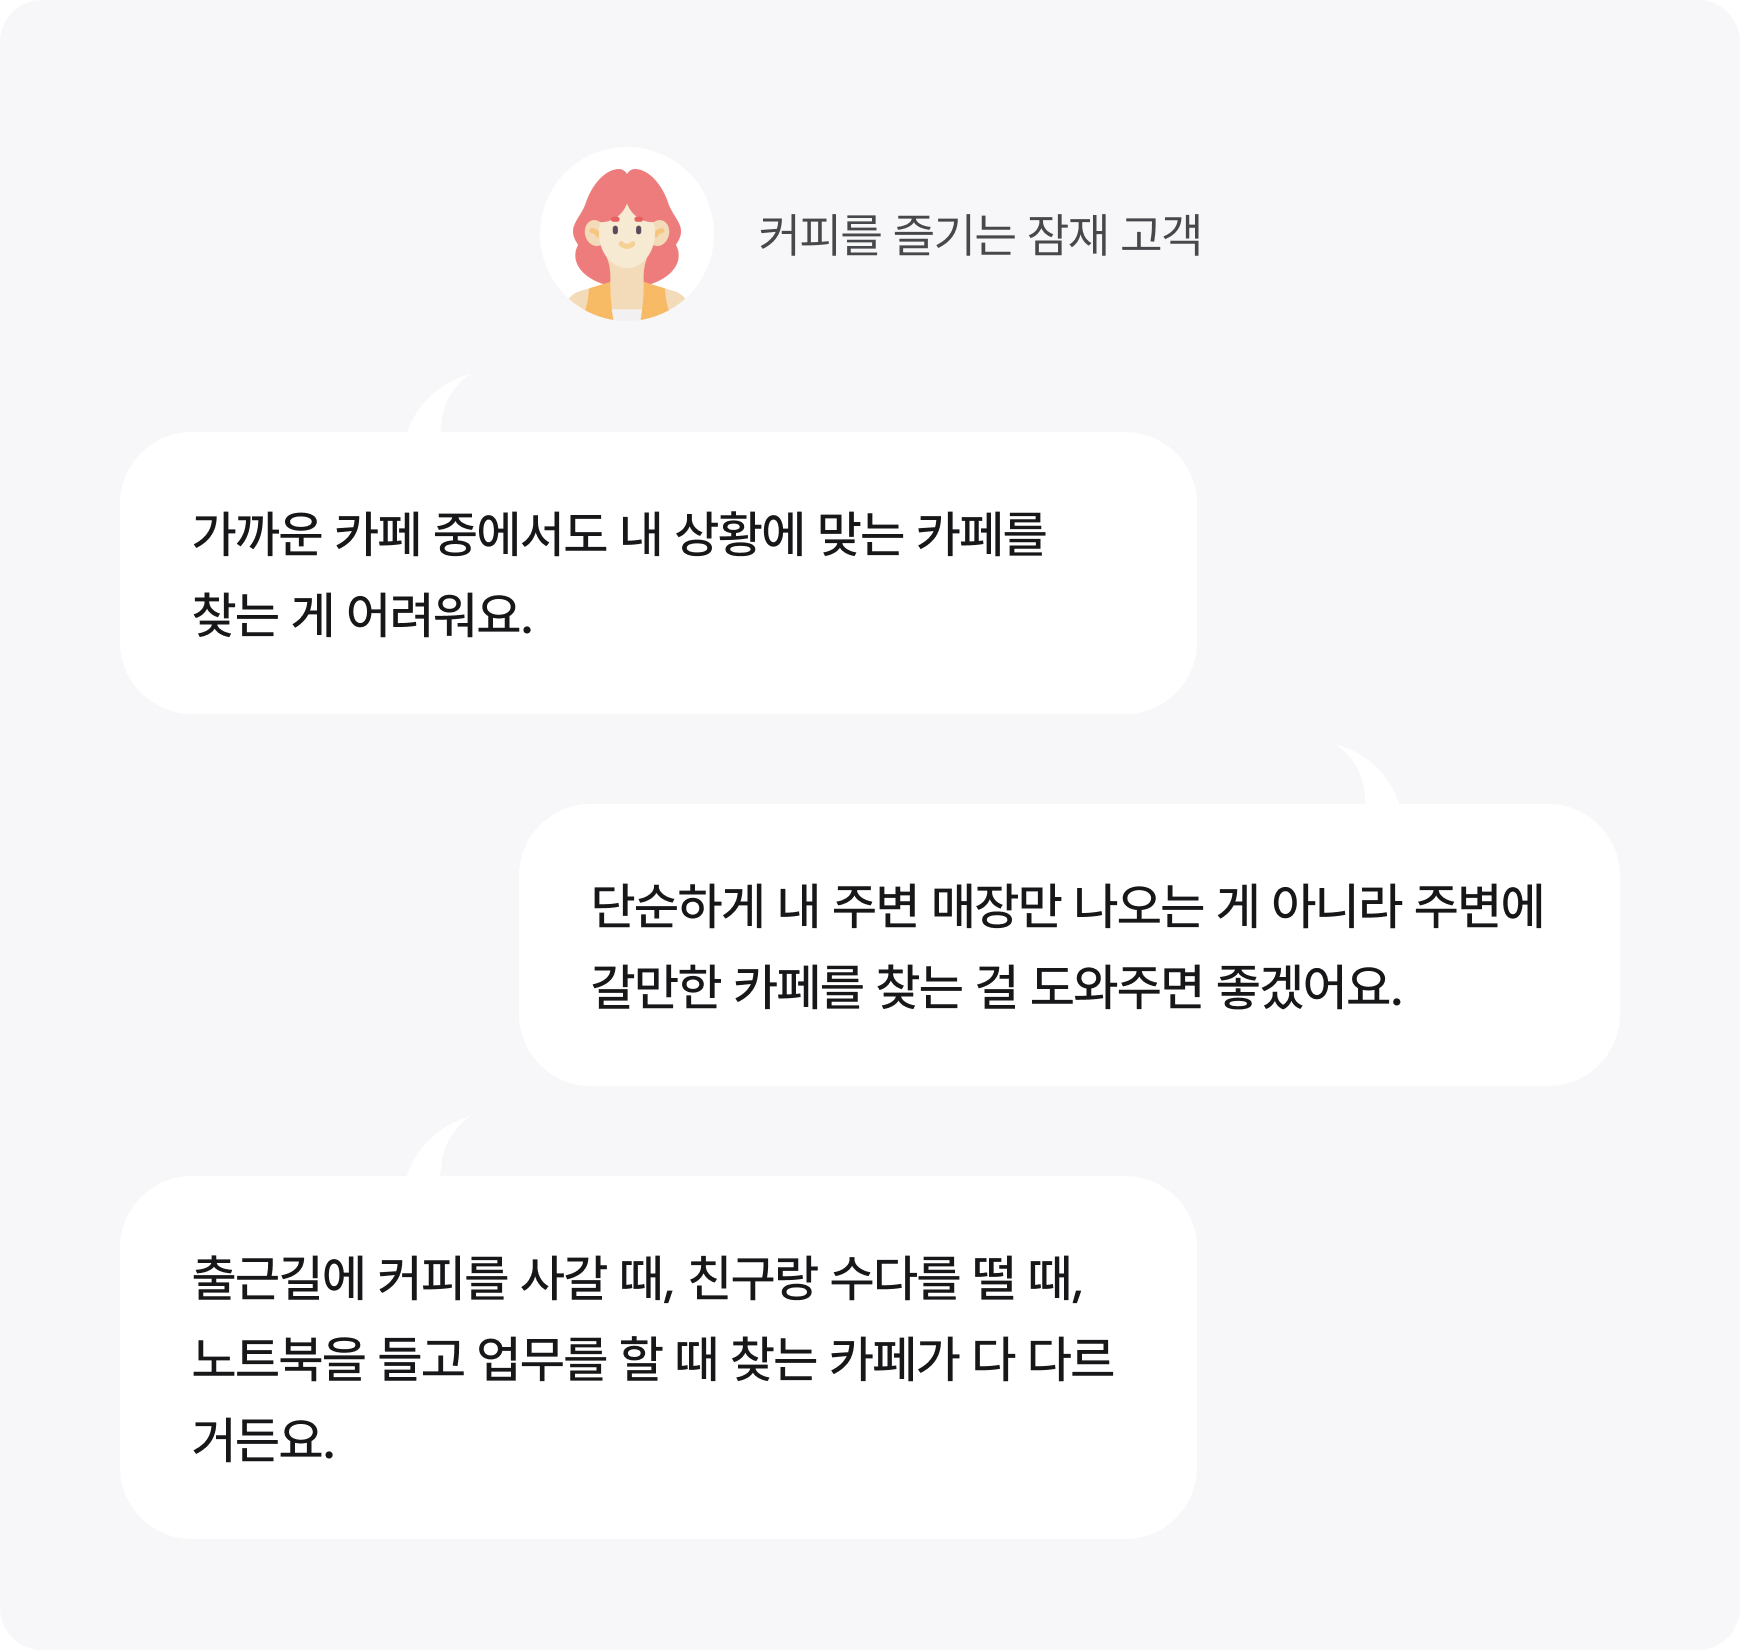 커피를 즐기는 잠재 고객
가까운 카페 중에서도 내 상황에 맞는 카페를
찾는 게 어려워요.
단순하게 내 주변 매장만 나오는 게 아니라 주변에
갈만한 카페를 찾는 걸 도와주면 좋겠어요.
출근길에 커피를 사갈 때, 친구랑 수다를 떨 때,
노트북을 들고 업무를 할 때 찾는 카페가 다 다르
거든요.